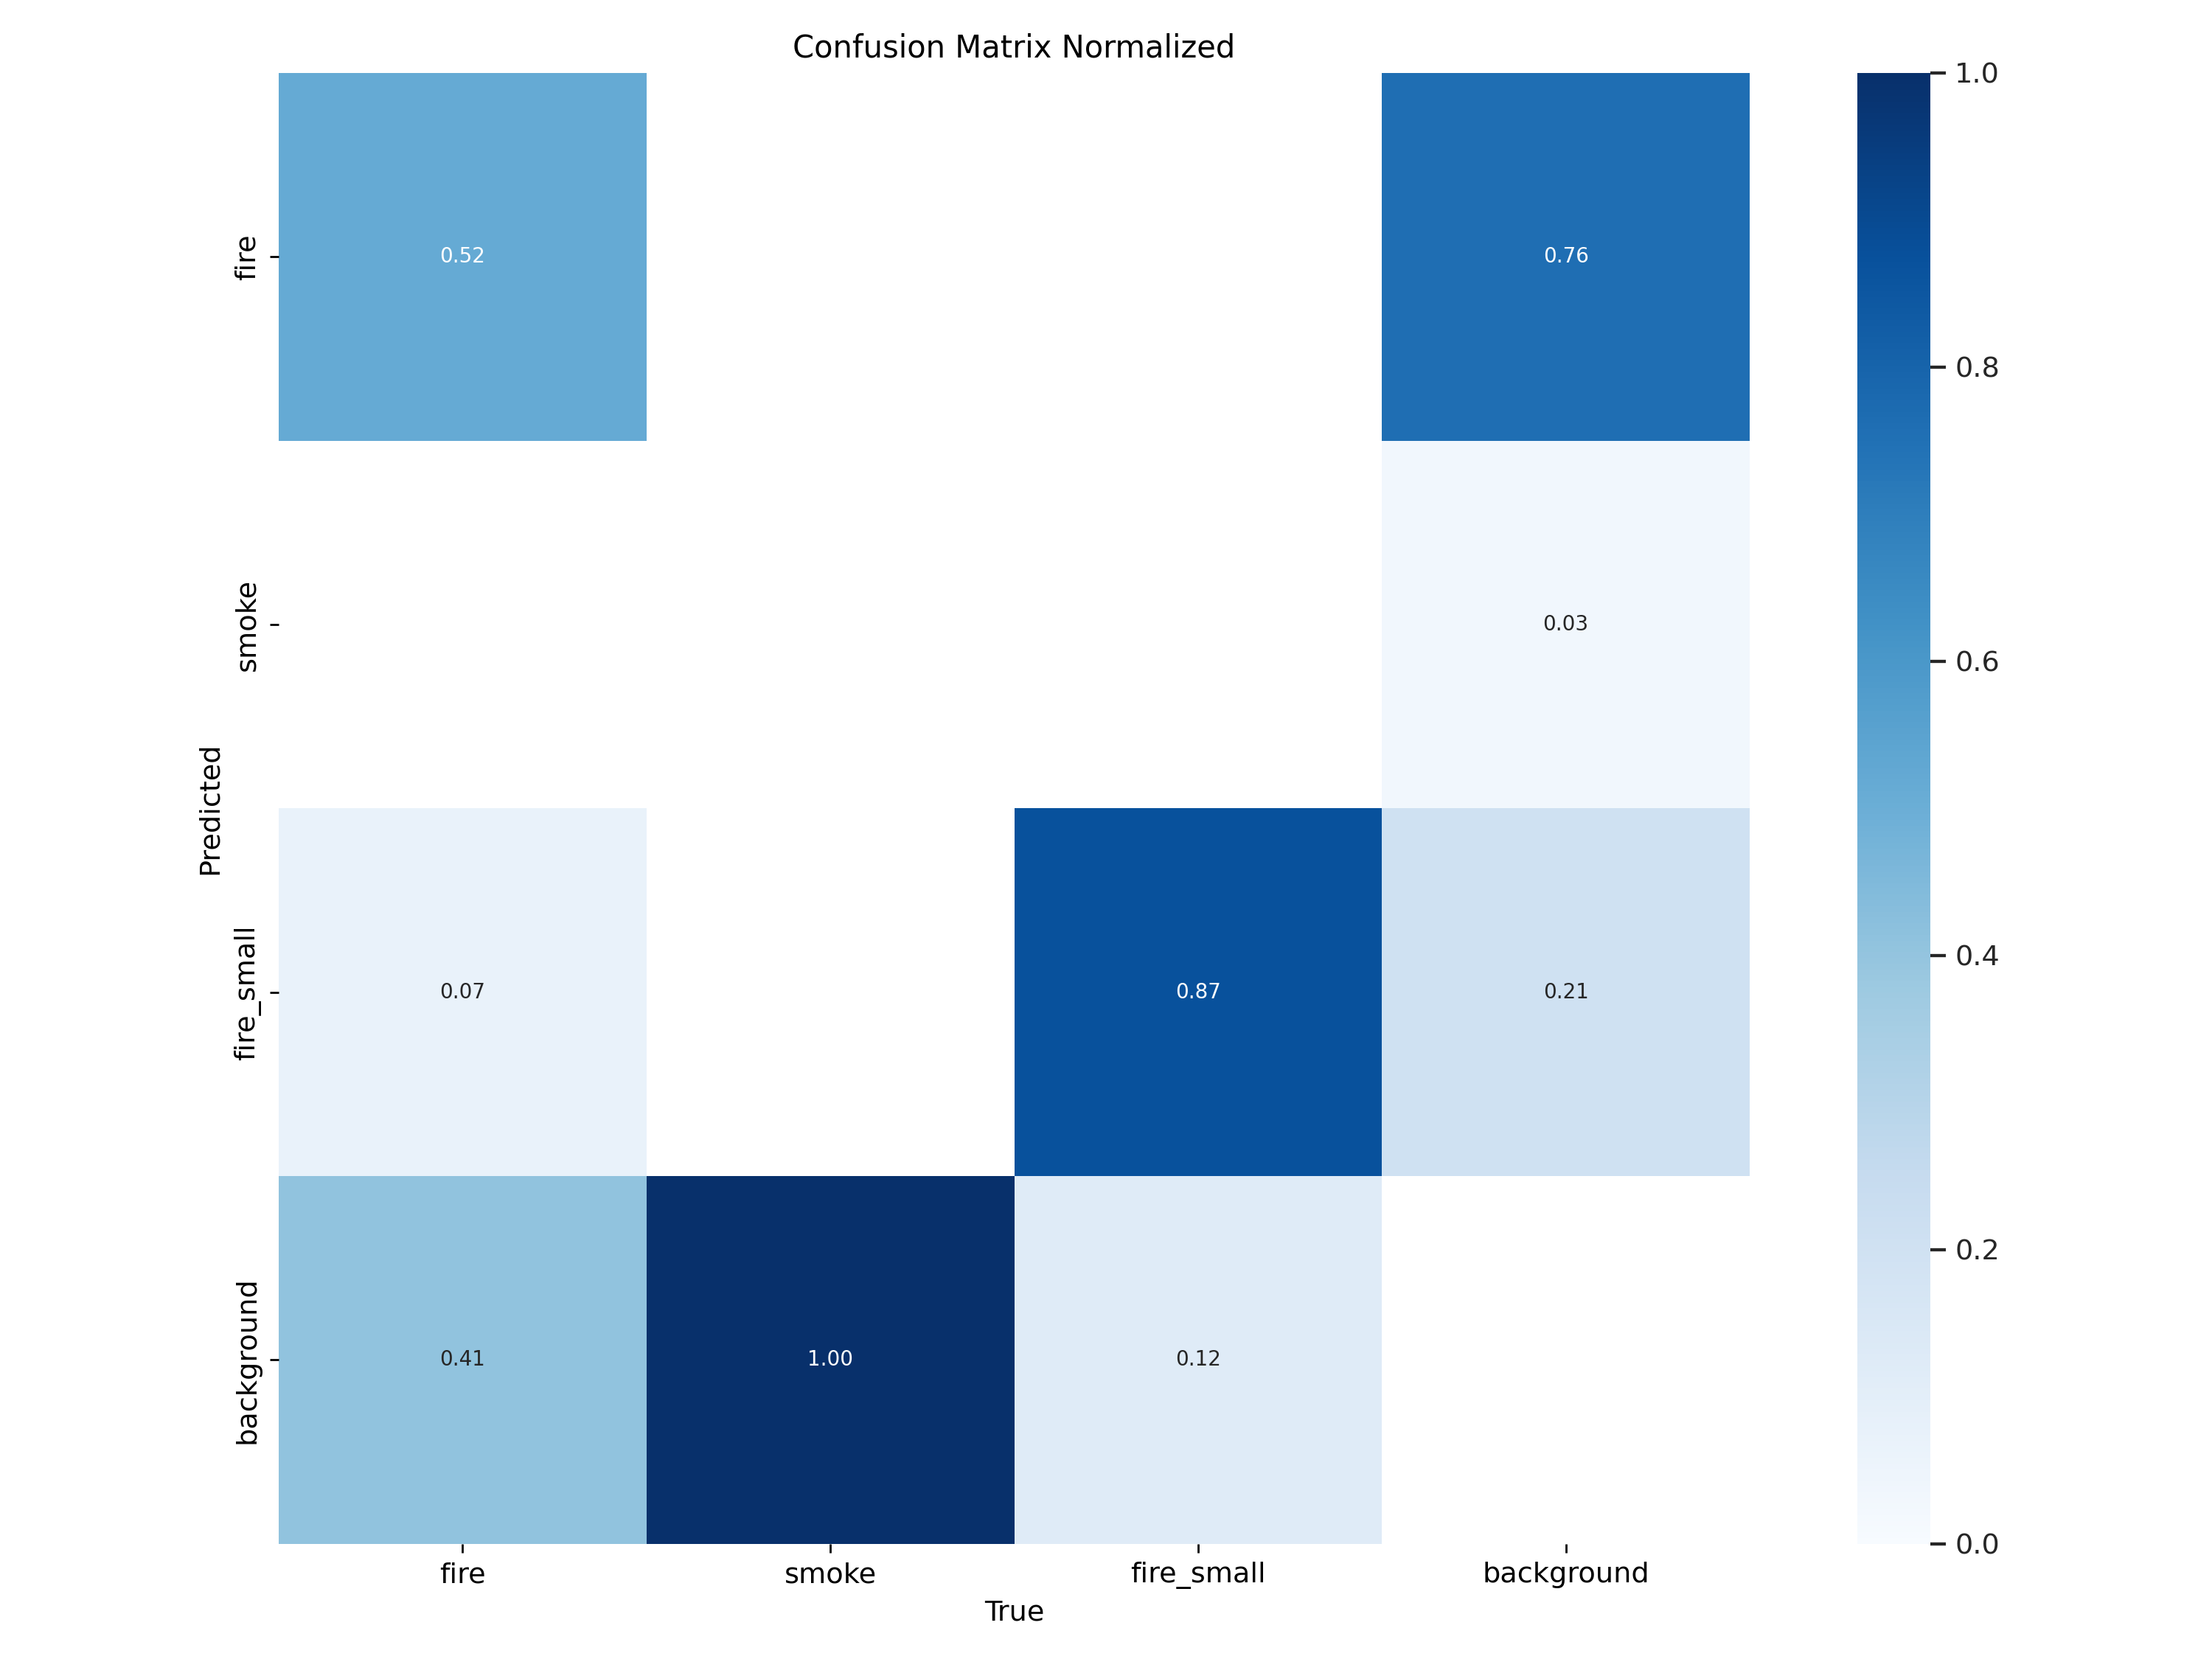 Confusion Matrix Normalized
fire
0.52
0.76
smoke
0.03
Predicted
fire_small
0.07
0.87
0.21
background
0.41
1.00
0.12
fire
smoke
fire_small
background
True
1.0
0.8
0.6
0.4
0.2
0.0